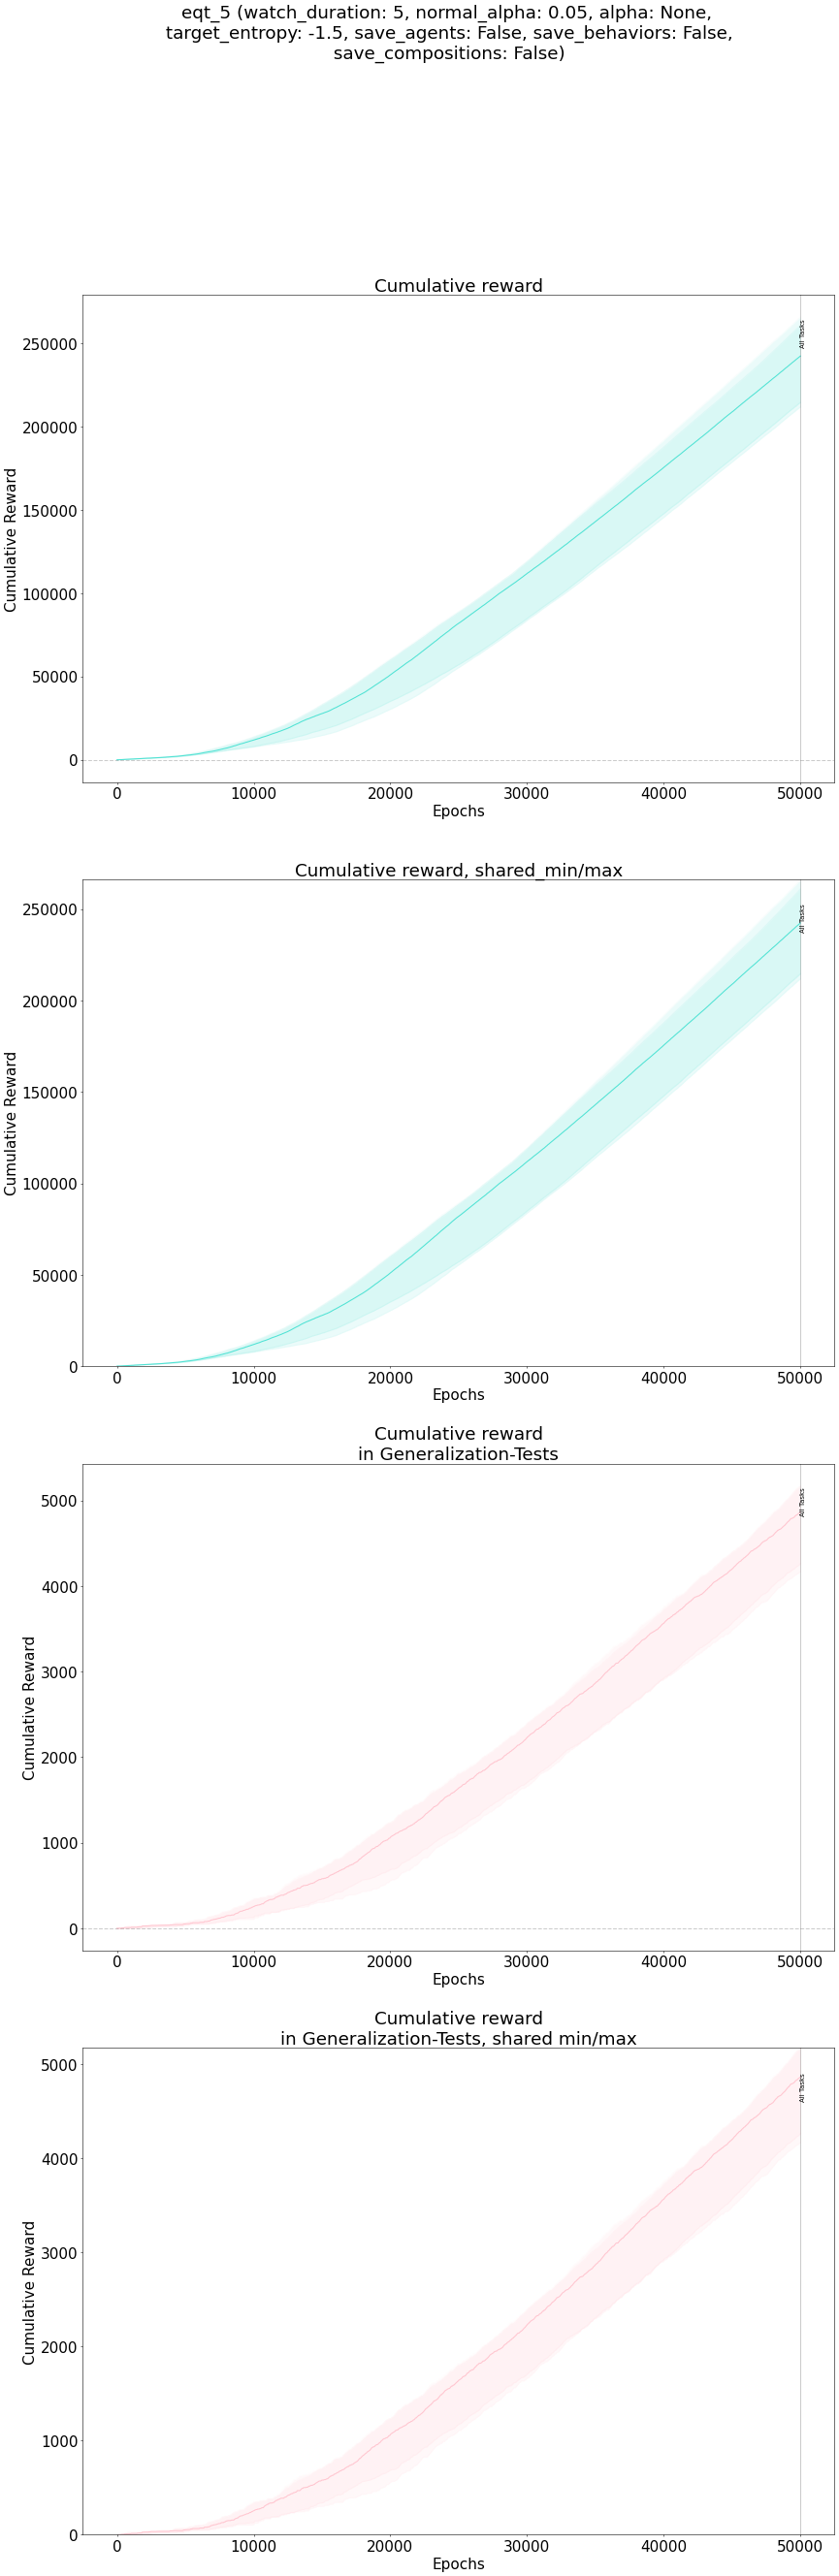 eqt_5 (watch_duration: 5, normal_alpha: 0.05, alpha: None,
target_entropy: -1.5, save_agents: False, save_behaviors: False,
save_compositions: False)
Cumulative reward
Cumulative Reward
250000
200000
150000
100000
50000
0
All Tasks
0 10000 20000 30000 40000 50000
Epochs
Cumulative reward, shared_min/max
Cumulative Reward
250000
200000
150000
100000
50000
0
All Tasks
0 10000 20000 30000 40000 50000
Epochs
Cumulative reward
in Generalization-Tests
Cumulative Reward
5000
4000
3000
2000
1000
0
All Tasks
0 10000 20000 30000 40000 50000
Epochs
Cumulative reward
in Generalization-Tests, shared min/max
Cumulative Reward
5000
4000
3000
2000
1000
0
All Tasks
0 10000 20000 30000 40000 50000
Epochs